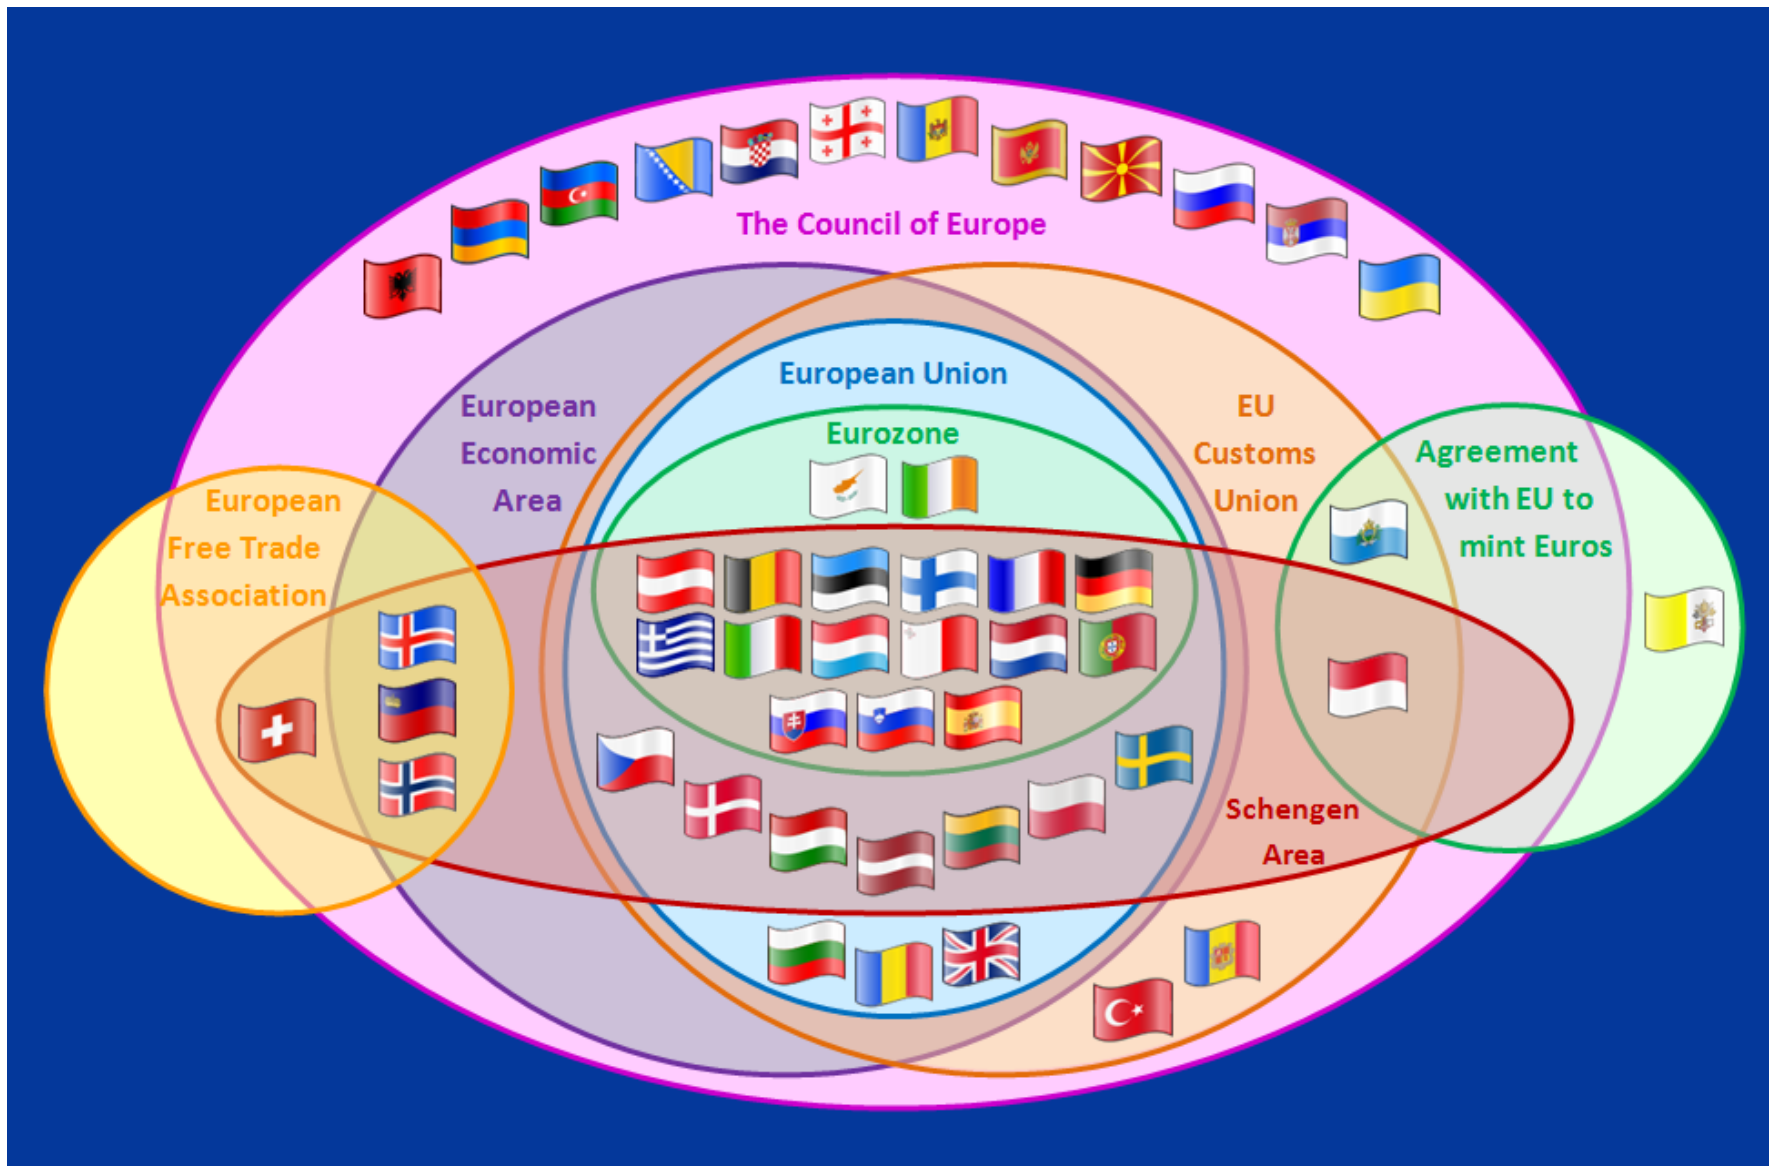 The Council of Europe
European Union
Eurozone
European
Economic
Area
EU
Customs
Union
Agreement
with EU to
mint Euros
European
Free Trade
Association
Schengen
Area